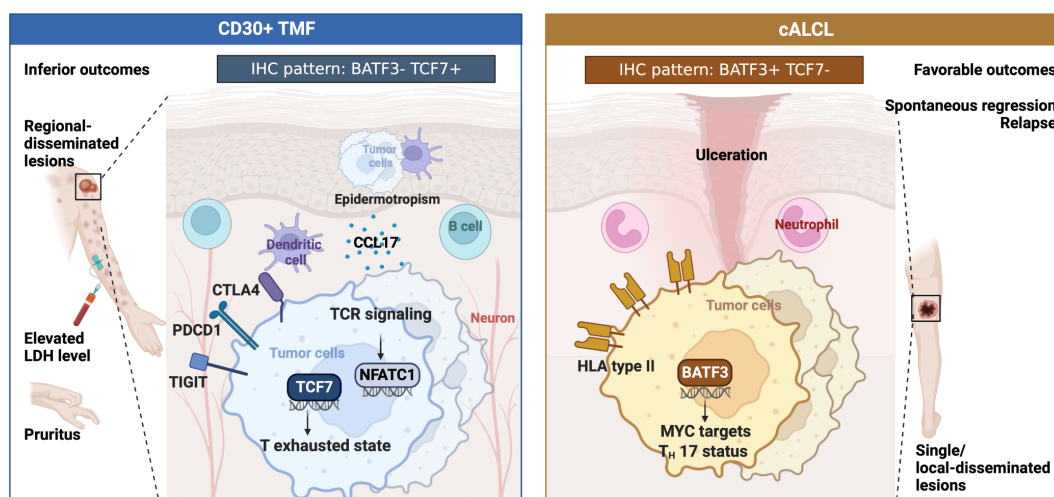 CD30+ TMF
Inferior outcomes
IHC pattern: BATF3- TCF7+
Regional-
disseminated
lesions
Tumor
cells
Epidermotropism
B cell
Dendritic
cell
CCL17
CTLA4
PDCD1
TIGIT
TCR signaling
Neuron
Tumor cells
NFATC1
TCF7
T exhausted state
Elevated
LDH level
Pruritus
cALCL
IHC pattern: BATF3+ TCF7-
Favorable outcomes
Spontaneous regression
Relapse
Ulceration
Neutrophil
Tumor cells
HLA type II
BATF3
MYC targets
TH 17 status
Single/
local-disseminated
lesions